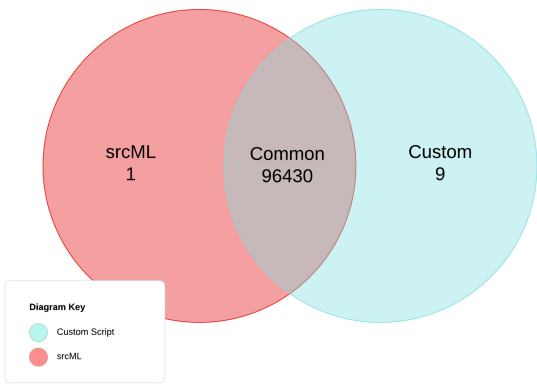 srcML
1
Common
96430
Custom
9
Diagram Key
Custom Script
srcML